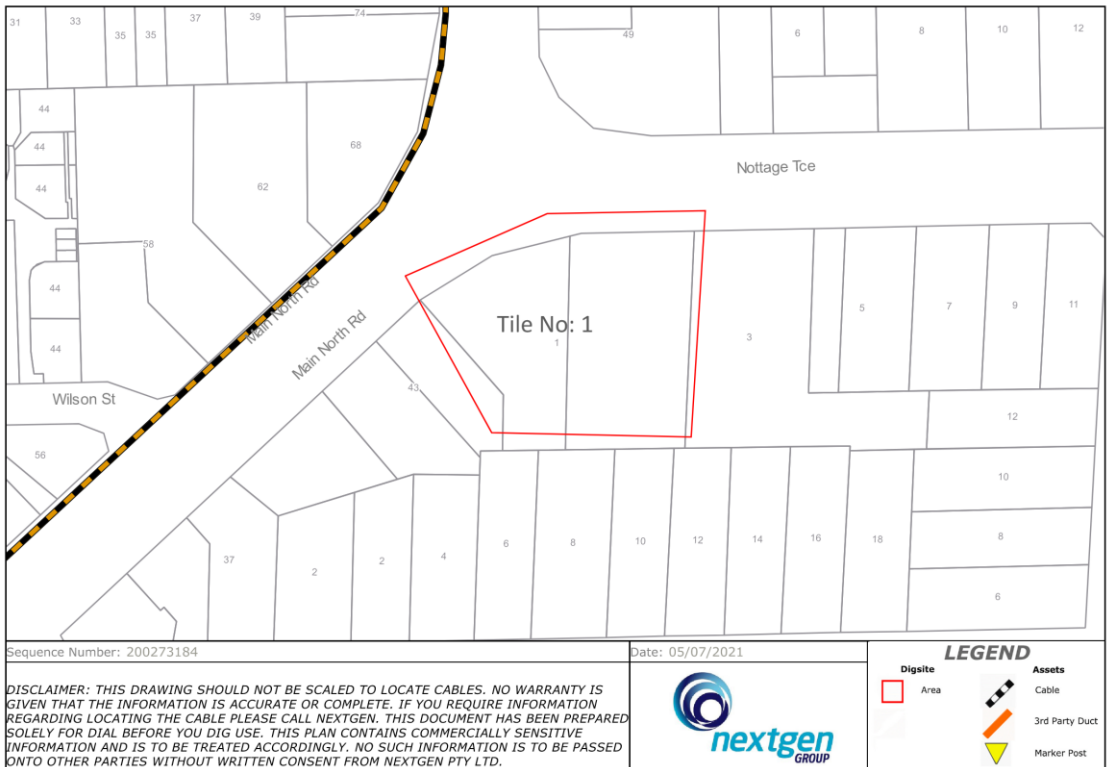 31
33
35
35
37
39
74
49
6
8
10
12
44
44
44
68
62
Nottage Tce
58
44
44
Main North Rd
Main North Rd
Tile No: 1
1
3
5
7
9
11
43
Wilson St
12
56
10
6
8
10
12
14
16
18
37
2
2
4
8
6
Sequence Number: 200273184
Date: 05/07/2021
DISCLAIMER: THIS DRAWING SHOULD NOT BE SCALED TO LOCATE CABLES. NO WARRANTY IS
GIVEN THAT THE INFORMATION IS ACCURATE OR COMPLETE. IF YOU REQUIRE INFORMATION
REGARDING LOCATING THE CABLE PLEASE CALL NEXTGEN. THIS DOCUMENT HAS BEEN PREPARED
SOLELY FOR DIAL BEFORE YOU DIG USE. THIS PLAN CONTAINS COMMERCIALLY SENSITIVE
INFORMATION AND IS TO BE TREATED ACCORDINGLY. NO SUCH INFORMATION IS TO BE PASSED
ONTO OTHER PARTIES WITHOUT WRITTEN CONSENT FROM NEXTGEN PTY LTD.
nextgen
GROUP
LEGEND
Digsite
Assets
Area
Cable
3rd Party Duct
Marker Post